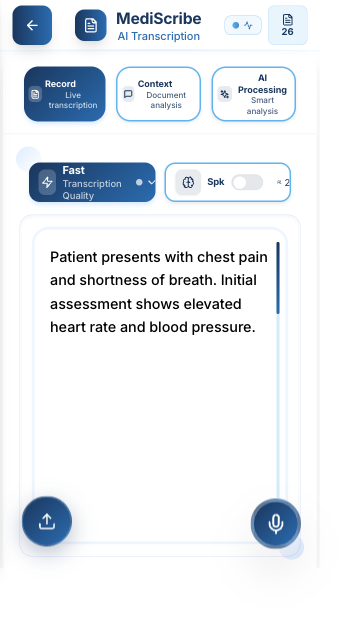 MediScribe
AI Transcription
26
Record
Live
transcription
Context
Document
analysis
AI
Processing
Smart
analysis
Fast
Transcription
Quality
Spk
2
Patient presents with chest pain
and shortness of breath. Initial
assessment shows elevated
heart rate and blood pressure.